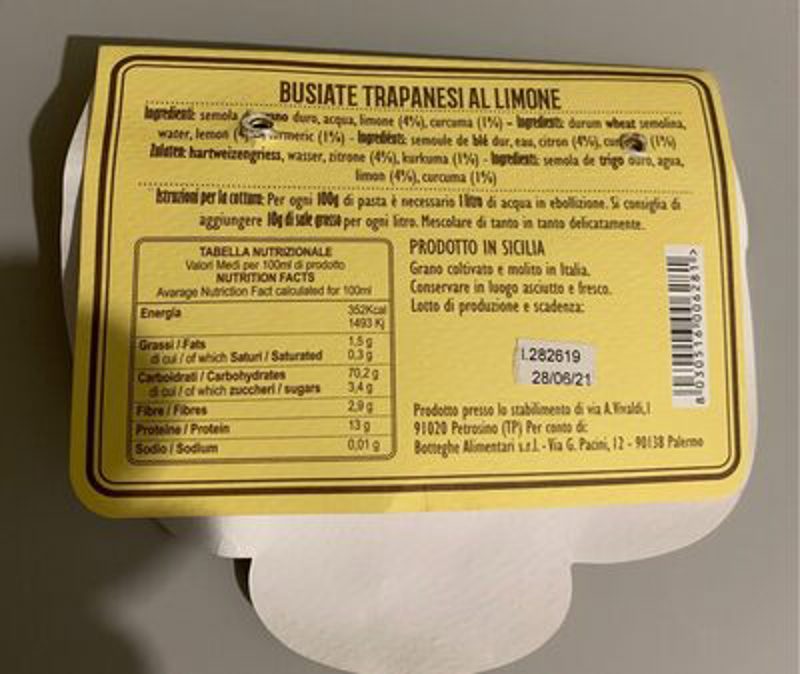 BUSIATE TRAPANESI AL LIMONE
Ingredienti: semola duro, acqua, limone (4%), curcuma (1%) - Ingredients: durum wheat semolina,
water, lemon turmeric (1%) - Ingrédients: semoule de blé dur, eau, citron (4%), (1%)
Zutaten: hartweizengriess, wasser, zitrone (4%), kurkuma (1%) - Ingredients: semola de trigo duro, agua,
limon (4%), curcuma (1%)
Istruzioni per la cottura: Per ogni 100g di pasta è necessario 1 litro di acqua in ebollizione. Si consiglia di
aggiungere 10g di sale grosso per ogni litro. Mescolare di tanto in tanto delicatamente.
TABELLA NUTRIZIONALE
Valori Medi per 100ml di prodotto
NUTRITION FACTS
Avarage Nutriction Fact calculated for 100ml
Energia 352Kcal
1493 Kj
Grassi / Fats 1,5 g
di cui / of which Saturi / Saturated 0,3 g
Carboidrati / Carbohydrates 70,2 g
di cui / of which zuccheri / sugars 3,4 g
Fibre / Fibres 2,9 g
Proteine / Protein 13 g
Sodio / Sodium 0,01 g
PRODOTTO IN SICILIA
Grano coltivato e molito in Italia.
Conservare in luogo asciutto e fresco.
Lotto di produzione e scadenza:
L282619
28/06/21
Prodotto presso lo stabilimento di via A. Vivaldi, 1
91020 Petrosino (TP) Per conto di:
Botteghe Alimentari s.r.l. - Via G. Pacini, 12 - 90138 Palermo
8 030516 006281 >